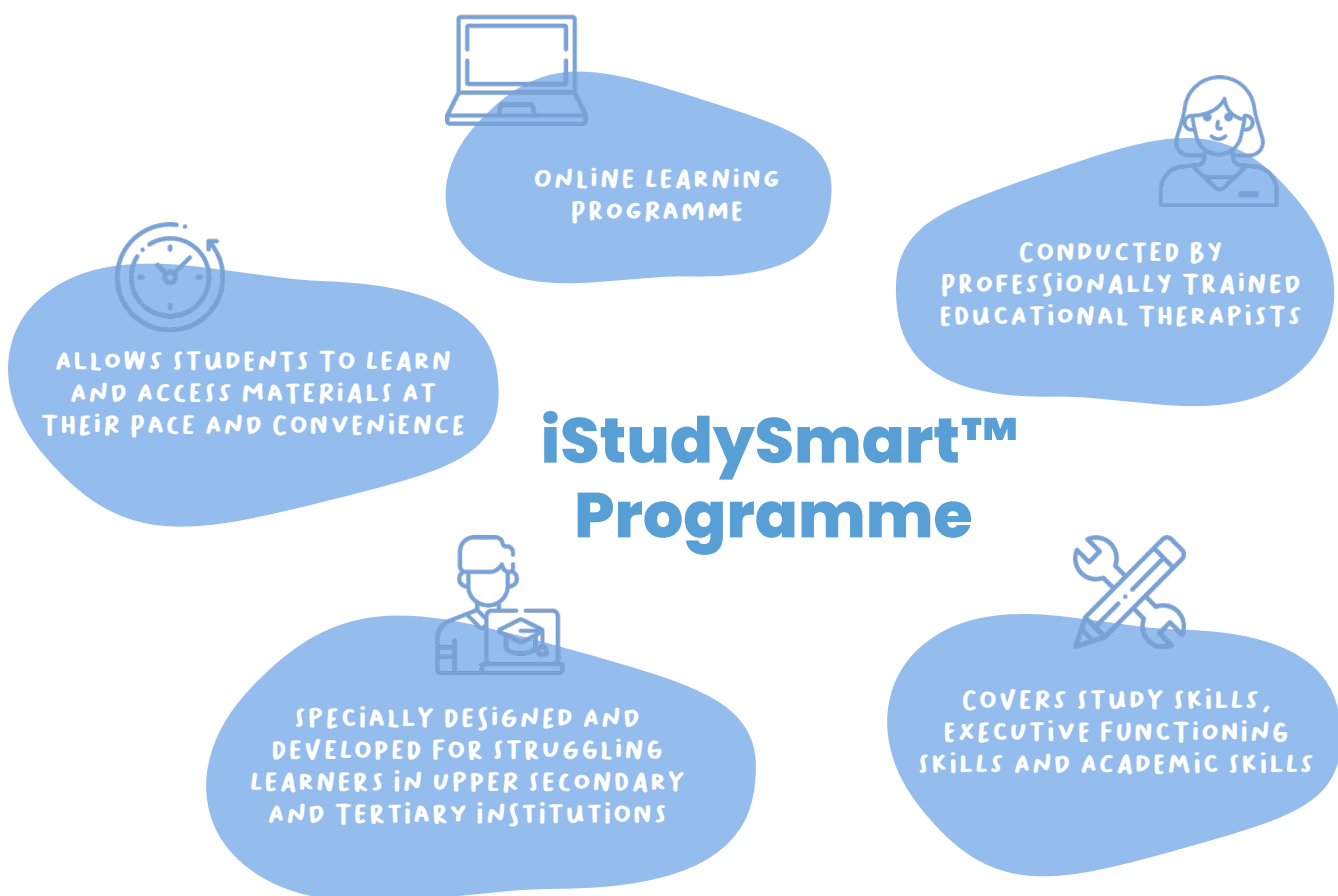 ONLINE LEARNING
PROGRAMME
CONDUCTED BY
PROFESSIONALLY TRAINED
EDUCATIONAL THERAPISTS
ALLOWS STUDENTS TO LEARN
AND ACCESS MATERIALS AT
THEIR PACE AND CONVENIENCE
iStudySmart™
Programme
SPECIALLY DESIGNED AND
DEVELOPED FOR STRUGGLING
LEARNERS IN UPPER SECONDARY
AND TERTIARY INSTITUTIONS
COVERS STUDY SKILLS,
EXECUTIVE FUNCTIONING
SKILLS AND ACADEMIC SKILLS